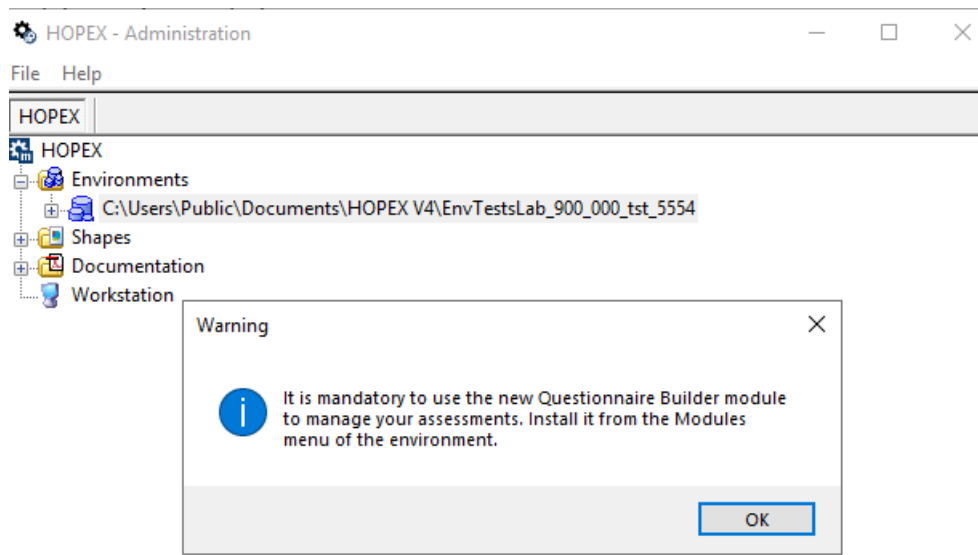 HOPEX - Administration
File Help
HOPEX
HOPEX
Environments
C:\Users\Public\Documents\HOPEX V4\EnvTestsLab_900_000_tst_5554
Shapes
Documentation
Workstation
Warning
It is mandatory to use the new Questionnaire Builder module
to manage your assessments. Install it from the Modules
menu of the environment.
OK